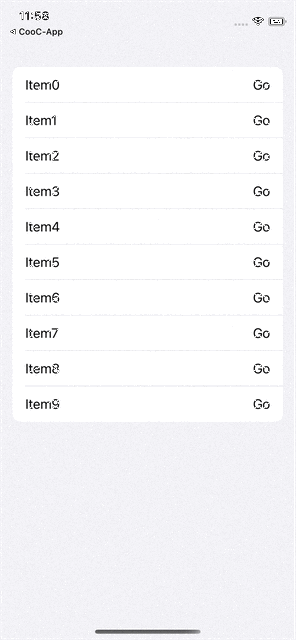 11:58
CooC-App
Item0 Go
Item1 Go
Item2 Go
Item3 Go
Item4 Go
Item5 Go
Item6 Go
Item7 Go
Item8 Go
Item9 Go